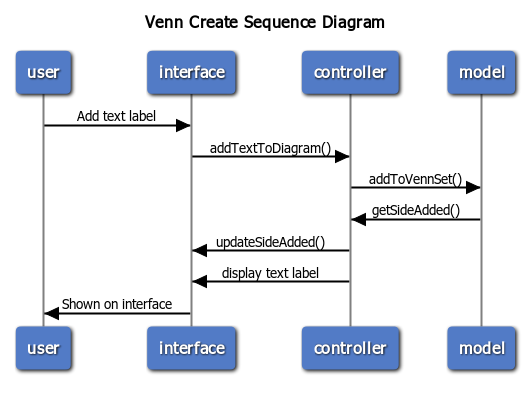 Venn Create Sequence Diagram
user interface controller model
Add text label
addTextToDiagram()
addToVennSet()
getSideAdded()
updateSideAdded()
display text label
Shown on interface
user interface controller model